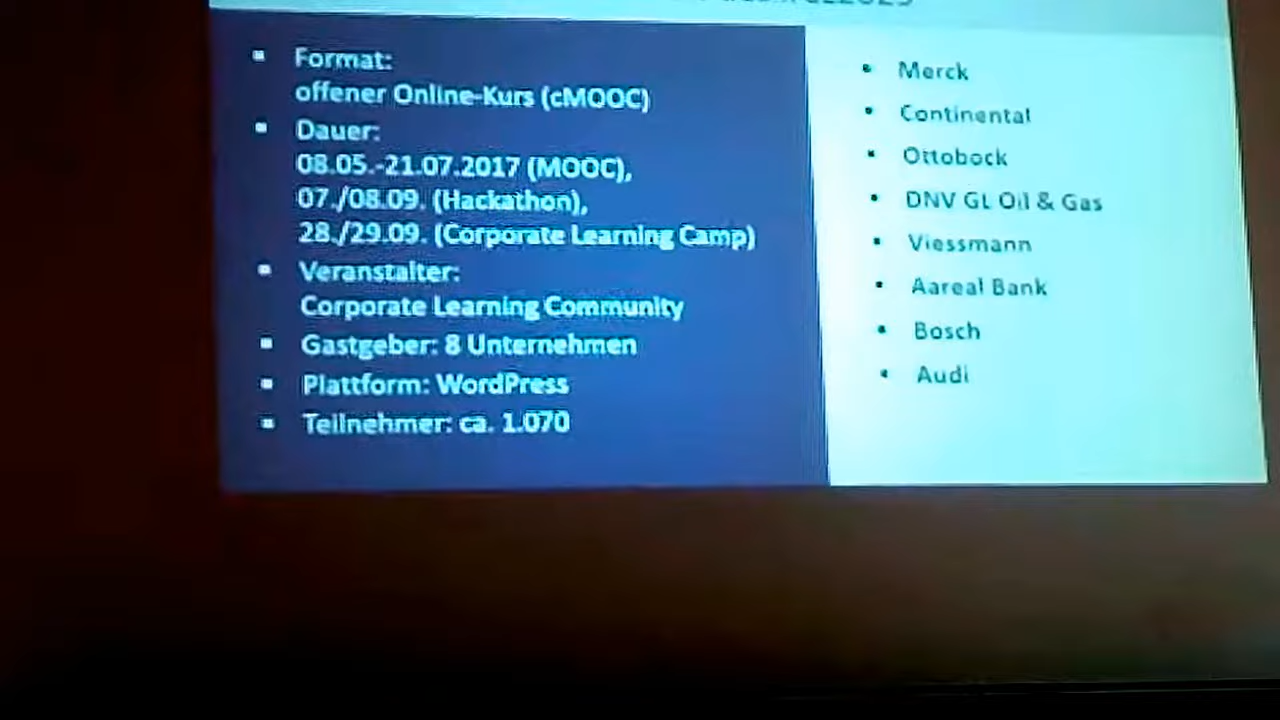 Format:
offener Online-Kurs (cMOOC)
Dauer:
08.05.-21.07.2017 (MOOC),
07./08.09. (Hackathon),
28./29.09. (Corporate Learning Camp)
Veranstalter:
Corporate Learning Community
Gastgeber: 8 Unternehmen
Plattform: WordPress
Teilnehmer: ca. 1.070
Merck
Continental
Ottobock
DNV GL Oil & Gas
Viessmann
Aareal Bank
Bosch
Audi